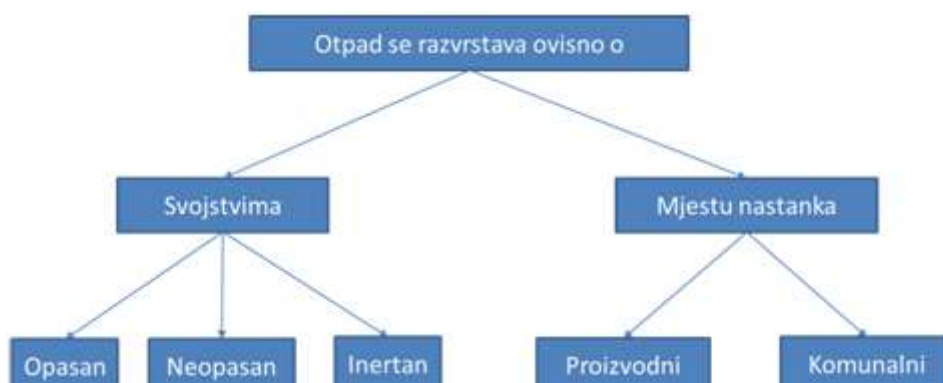 Otpad se razvrstava ovisno o
Svojstvima
Mjestu nastanka
Opasan
Neopasan
Inertan
Proizvodni
Komunalni